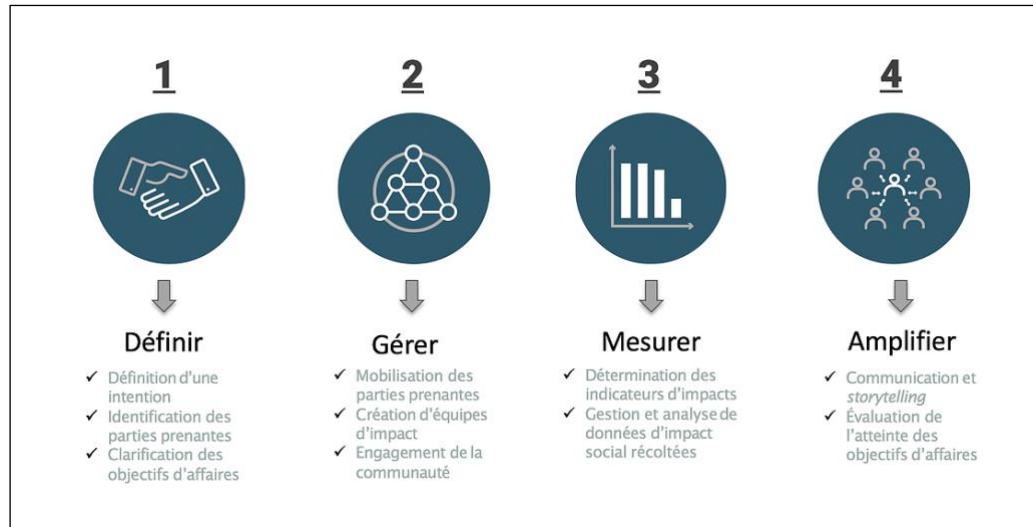 1
2
3
4
Définir
✓ Définition d'une
intention
✓ Identification des
parties prenantes
✓ Clarification des
objectifs d'affaires
Gérer
✓ Mobilisation des
parties prenantes
✓ Création d'équipes
d'impact
✓ Engagement de la
communauté
Mesurer
✓ Détermination des
indicateurs d'impacts
✓ Gestion et analyse de
données d'impact
social récoltées
Amplifier
✓ Communication et
storytelling
✓ Évaluation de
l'atteinte des
objectifs d'affaires